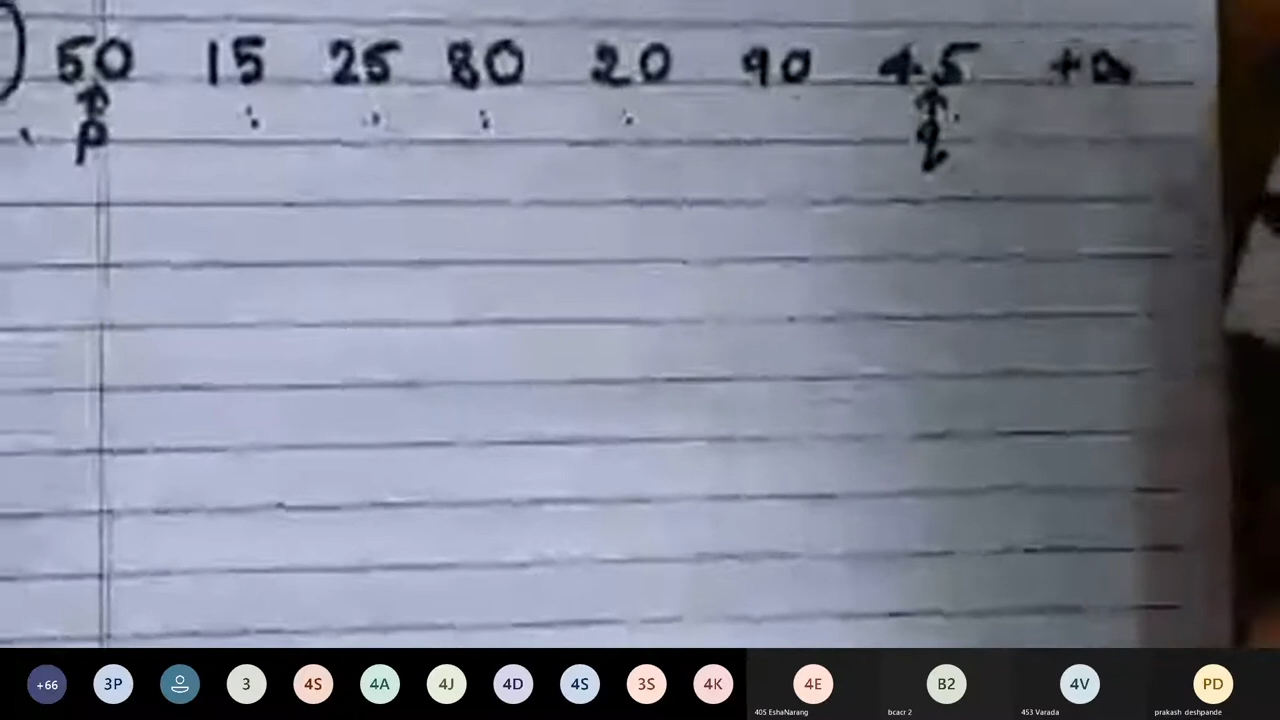 ) 50 15 25 80 20 90 45 +∞
p q
+66 3P 3 4S 4A 4J 4D 4S 3S 4K 4E B2 4V PD
405 EshaNarang bcacr 2 453 Varada prakash deshpande